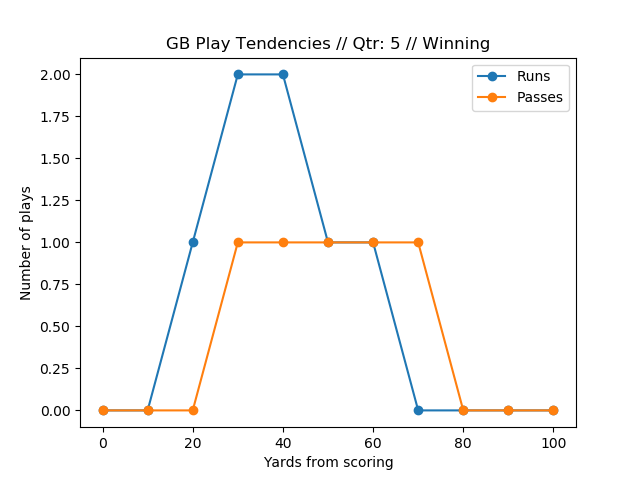 GB Play Tendencies // Qtr: 5 // Winning
Runs
Passes
Number of plays
2.00
1.75
1.50
1.25
1.00
0.75
0.50
0.25
0.00
0 20 40 60 80 100
Yards from scoring